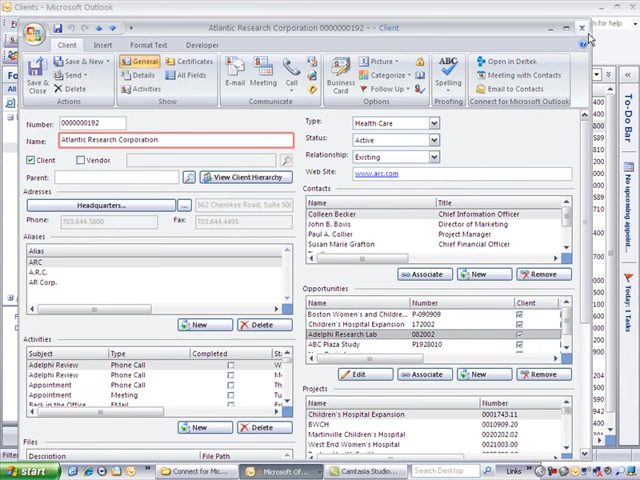 Clients - Microsoft Outlook
Atlantic Research Corporation 0000000192 - - Client
Client Insert Format Text Developer
Save & Close
Save & New
Send
Delete
Actions
General
Details
Activities
Certificates
All Fields
Show
E-mail
Meeting
Call
Communicate
Business Card
Picture
Categorize
Follow Up
Options
ABC
Spelling
Proofing
Open in Deltek
Meeting with Contacts
Email to Contacts
Connect for Microsoft Outlook
Number: 0000000192
Name: Atlantic Research Corporation
Client Vendor
Parent: View Client Hierarchy
Adresses
Headquarters... ... 562 Cherokee Road, Suite 500
Phone: 703.644.5800 Fax: 703.644.4495
Aliases
Alias
ARC
A.R.C.
AR Corp.
New Delete
Activities
Subject Type Completed
Adelphi Review Phone Call
Adelphi Review Phone Call
Appointment Phone Call
Appointment Meeting
Back in the Office EMail
New Delete
Files
Description File Path
Type: Health Care
Status: Active
Relationship: Existing
Web Site: www.arc.com
Contacts
Name Title
Colleen Becker Chief Information Officer
John B. Bovis Director of Marketing
Paul A. Collier Project Manager
Susan Marie Grafton Chief Financial Officer
Associate New Remove
Opportunities
Name Number Client
Boston Women's and Childre... P-090909
Children's Hospital Expansion 172002
Adelphi Research Lab 082002
ABC Plaza Study P1928010
Edit Associate New Remove
Projects
Name Number
Children's Hospital Expansion 0001743.11
BWCH 0010909.20
Martinville Children's Hospital 0001987.00
West End Women's Hospital
To-Do Bar
No upcoming appoint...
Today: 1 Tasks
start
Connect for Micros...
Microsoft Of...
Camtasia Studio...
Search Desktop
Links